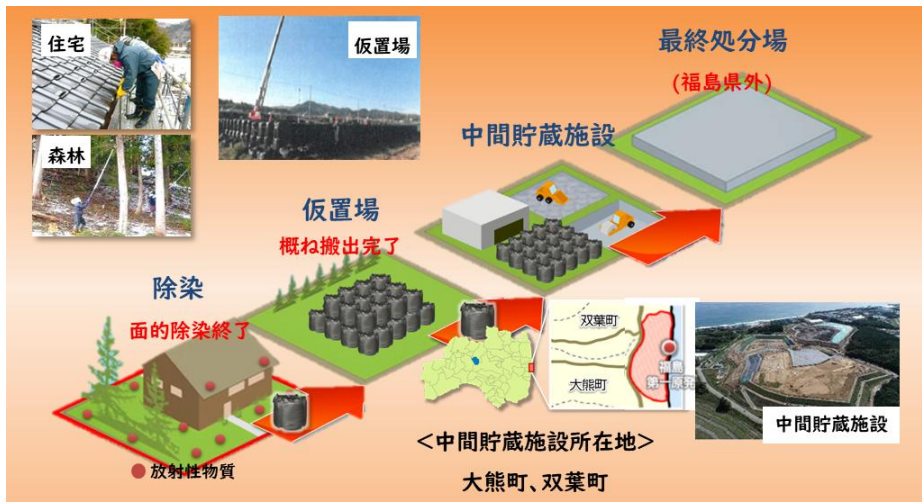 住宅
森林
仮置場
最終処分場
(福島県外)
中間貯蔵施設
仮置場
概ね搬出完了
除染
面的除染終了
放射性物質
双葉町
大熊町
福島
第一原発
<中間貯蔵施設所在地>
大熊町、双葉町
中間貯蔵施設